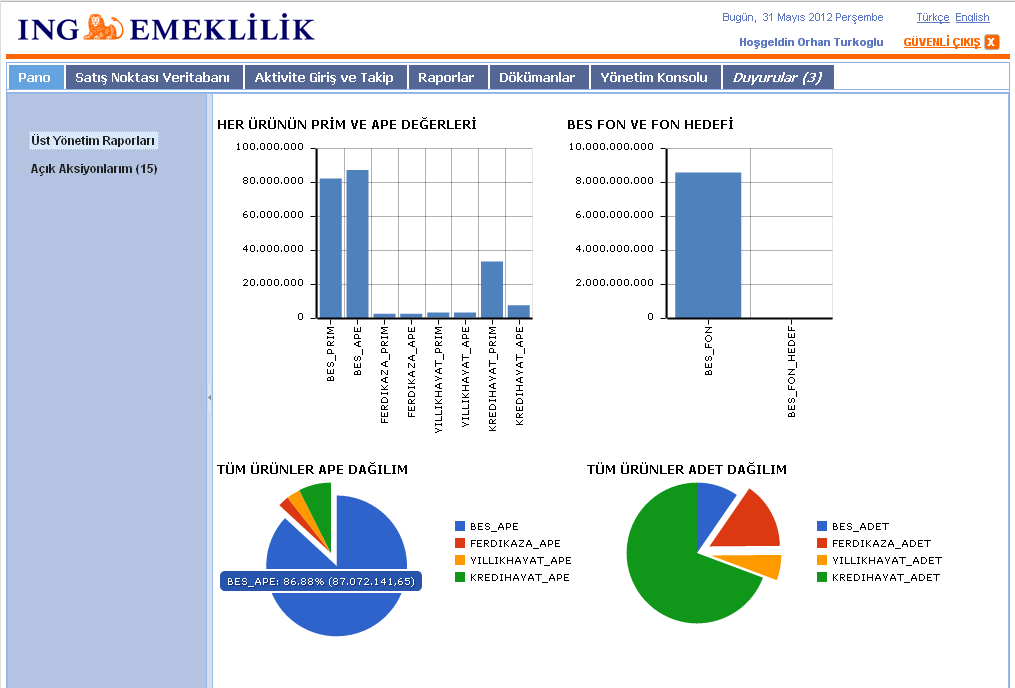 ING EMEKLİLİK
Bugün, 31 Mayıs 2012 Perşembe
Türkçe English
Hoşgeldin Orhan Turkoglu
GÜVENLİ ÇIKIŞ X
Pano Satış Noktası Veritabanı Aktivite Giriş ve Takip Raporlar Dökümanlar Yönetim Konsolu Duyurular (3)
Üst Yönetim Raporları
Açık Aksiyonlarım (15)
HER ÜRÜNÜN PRİM VE APE DEĞERLERİ
100.000.000
80.000.000
60.000.000
40.000.000
20.000.000
0
BES_PRIM
BES_APE
FERDIKAZA_PRIM
FERDIKAZA_APE
YILLIKHAYAT_PRIM
YILLIKHAYAT_APE
KREDIHAYAT_PRIM
KREDIHAYAT_APE
BES FON VE FON HEDEFİ
10.000.000.000
8.000.000.000
6.000.000.000
4.000.000.000
2.000.000.000
0
BES_FON
BES_FON_HEDEF
TÜM ÜRÜNLER APE DAĞILIM
BES_APE: 86.88% (87.072.141,65)
BES_APE
FERDIKAZA_APE
YILLIKHAYAT_APE
KREDIHAYAT_APE
TÜM ÜRÜNLER ADET DAĞILIM
BES_ADET
FERDIKAZA_ADET
YILLIKHAYAT_ADET
KREDIHAYAT_ADET